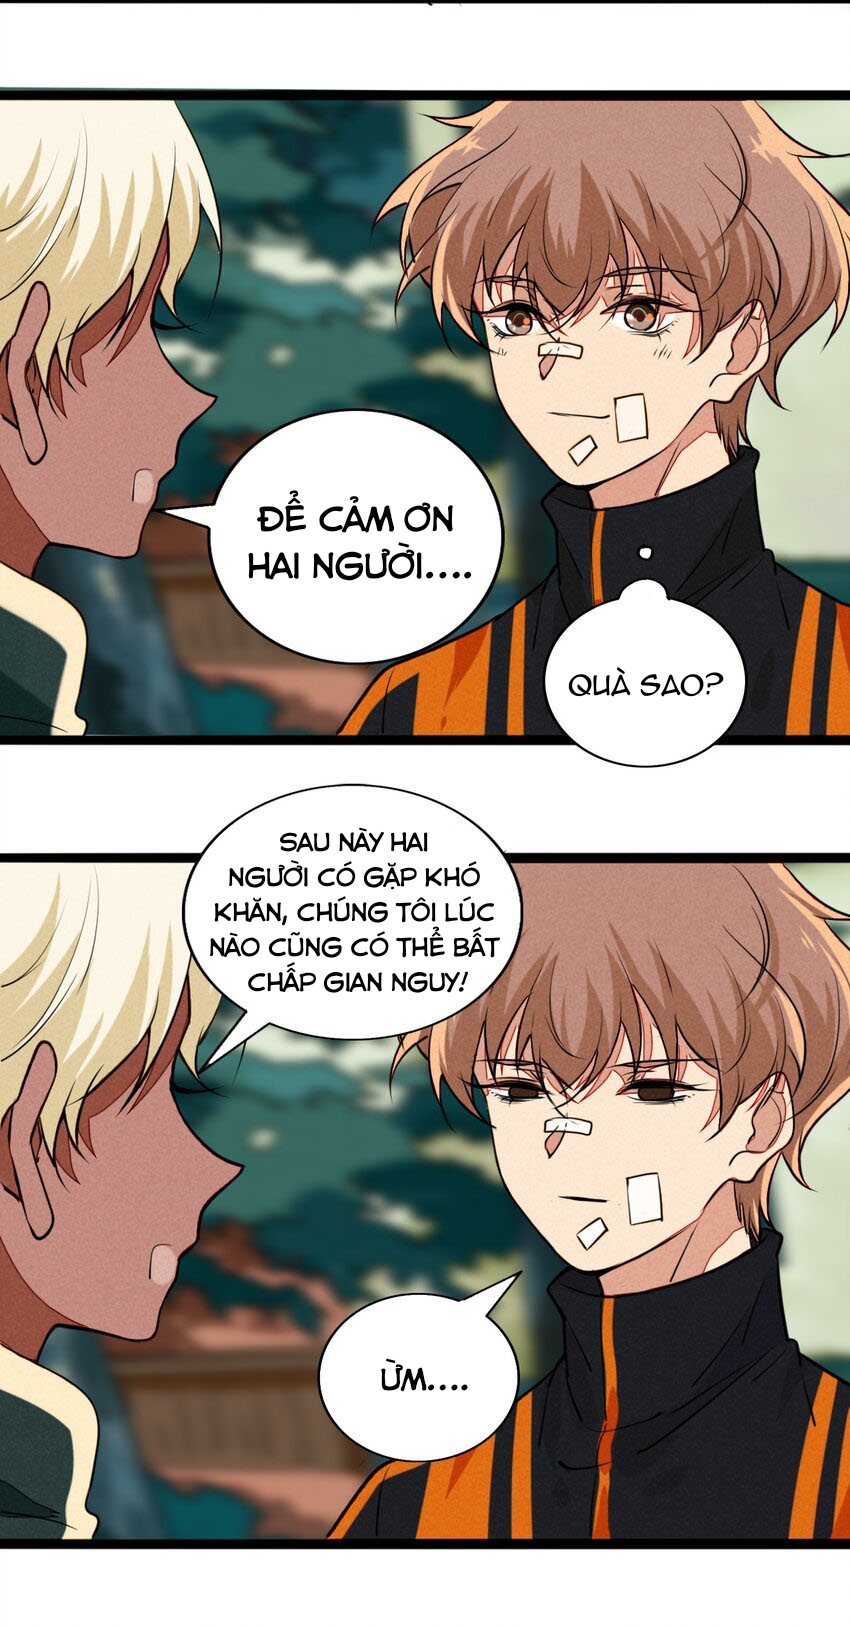 ĐỂ CẢM ƠN
HAI NGƯỜI....
QUÀ SAO?
SAU NÀY HAI
NGƯỜI CÓ GẶP KHÓ
KHĂN, CHÚNG TÔI LÚC
NÀO CŨNG CÓ THỂ BẤT
CHẤP GIAN NGUY!
ỪM....